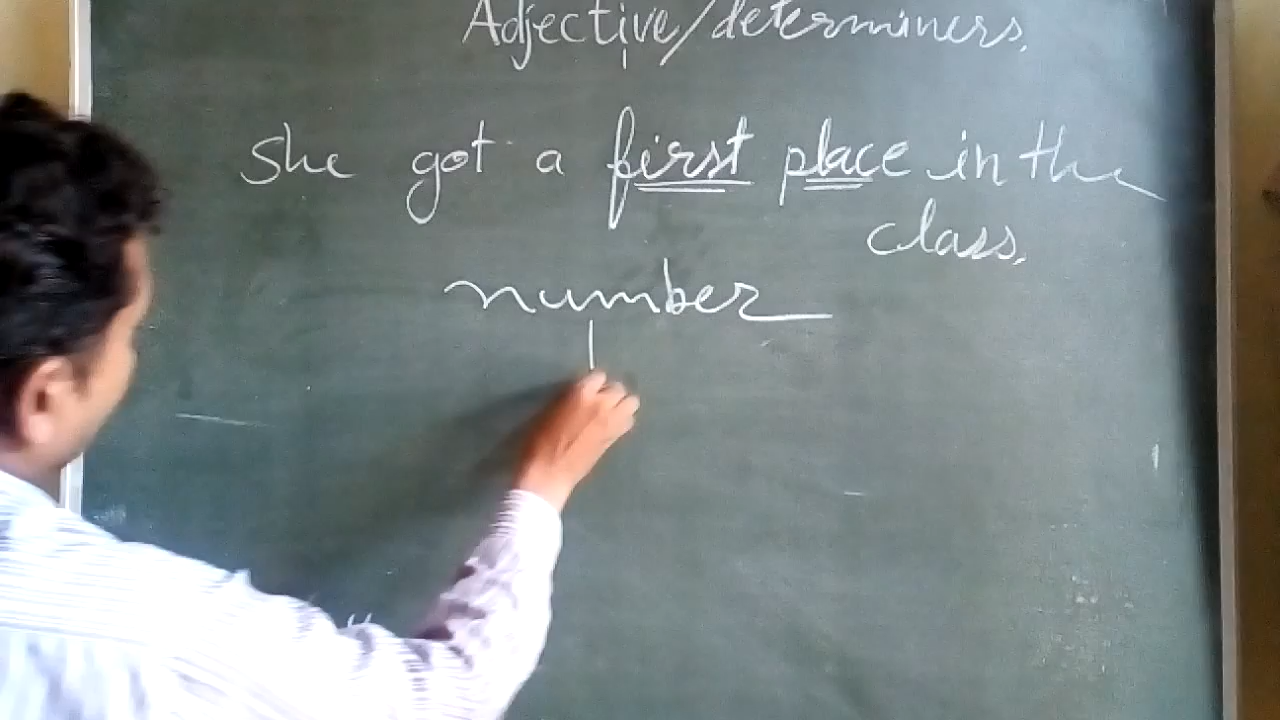 Adjective/determiners.
She got a first place in the
class.
number